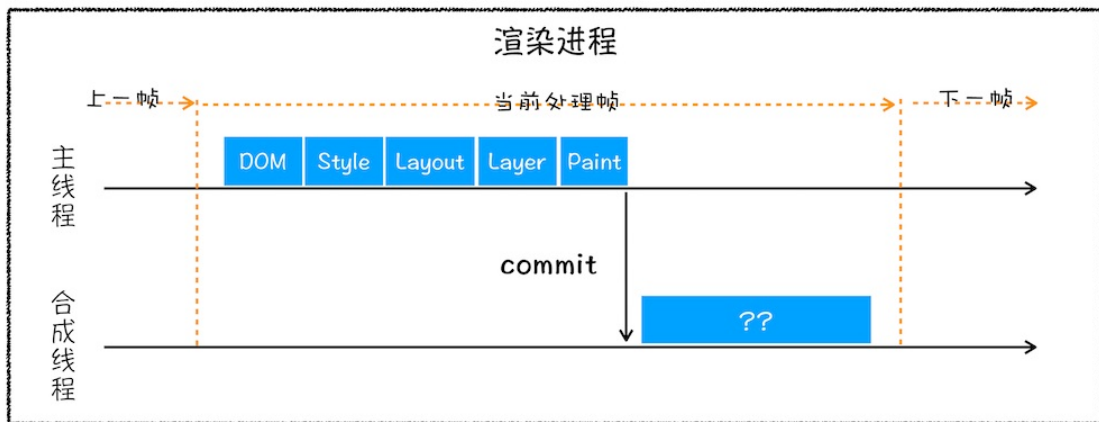 渲染进程
上一帧
当前处理帧
下一帧
主线程
DOM
Style
Layout
Layer
Paint
commit
合成线程
??